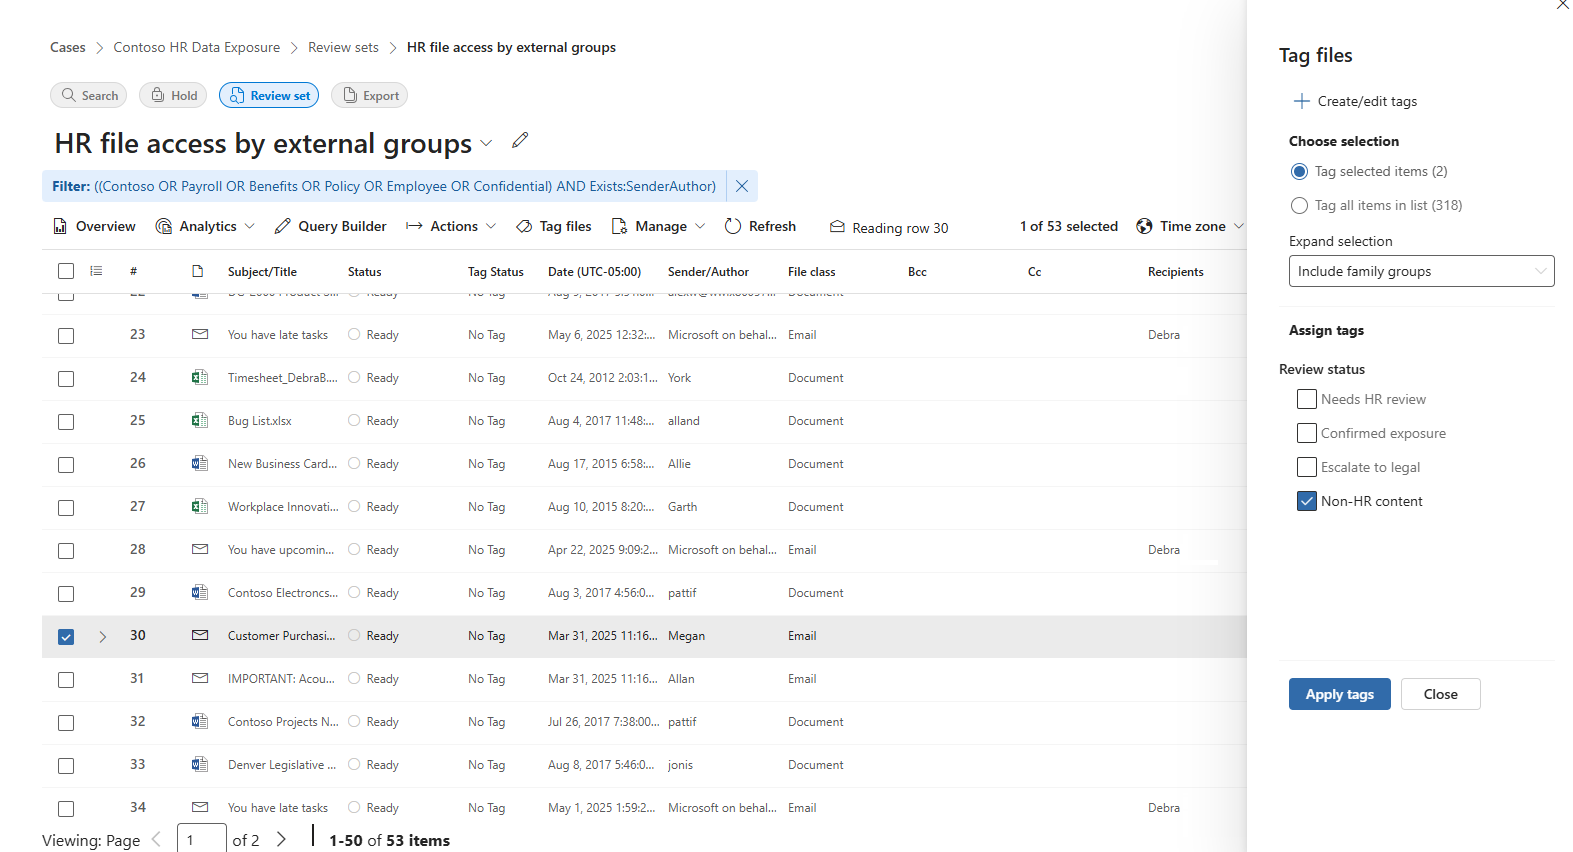 Cases > Contoso HR Data Exposure > Review sets > HR file access by external groups
Search Hold Review set Export
HR file access by external groups
Filter: ((Contoso OR Payroll OR Benefits OR Policy OR Employee OR Confidential) AND Exists:SenderAuthor)
Overview Analytics Query Builder Actions Tag files Manage Refresh Reading row 30 1 of 53 selected Time zone
# Subject/Title Status Tag Status Date (UTC-05:00) Sender/Author File class Bcc Cc Recipients
22 Ready No Tag Document
23 You have late tasks Ready No Tag May 6, 2025 12:32:... Microsoft on behal... Email Debra
24 Timesheet_DebraB.... Ready No Tag Oct 24, 2012 2:03:1... York Document
25 Bug List.xlsx Ready No Tag Aug 4, 2017 11:48:... alland Document
26 New Business Card... Ready No Tag Aug 17, 2015 6:58:... Allie Document
27 Workplace Innovati... Ready No Tag Aug 10, 2015 8:20:... Garth Document
28 You have upcomin... Ready No Tag Apr 22, 2025 9:09:2... Microsoft on behal... Email Debra
29 Contoso Electroncs... Ready No Tag Aug 3, 2017 4:56:0... pattif Document
30 Customer Purchasi... Ready No Tag Mar 31, 2025 11:16... Megan Email
31 IMPORTANT: Acou... Ready No Tag Mar 31, 2025 11:16... Allan Email
32 Contoso Projects N... Ready No Tag Jul 26, 2017 7:38:00... pattif Document
33 Denver Legislative ... Ready No Tag Aug 8, 2017 5:46:0... jonis Document
34 You have late tasks Ready No Tag May 1, 2025 1:59:2... Microsoft on behal... Email Debra
Viewing: Page 1 of 2 1-50 of 53 items
Tag files
Create/edit tags
Choose selection
Tag selected items (2)
Tag all items in list (318)
Expand selection
Include family groups
Assign tags
Review status
Needs HR review
Confirmed exposure
Escalate to legal
Non-HR content
Apply tags Close